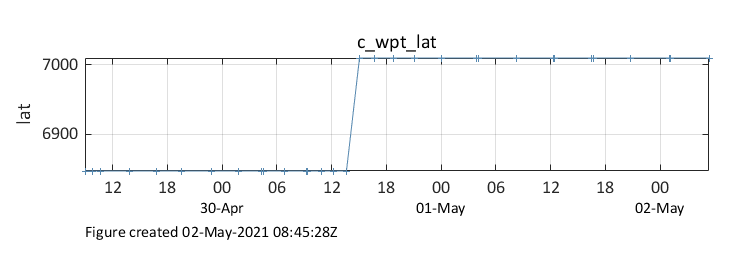 c_wpt_lat
7000
6900
lat
12 18 00 06 12 18 00 06 12 18 00
30-Apr 01-May 02-May
Figure created 02-May-2021 08:45:28Z